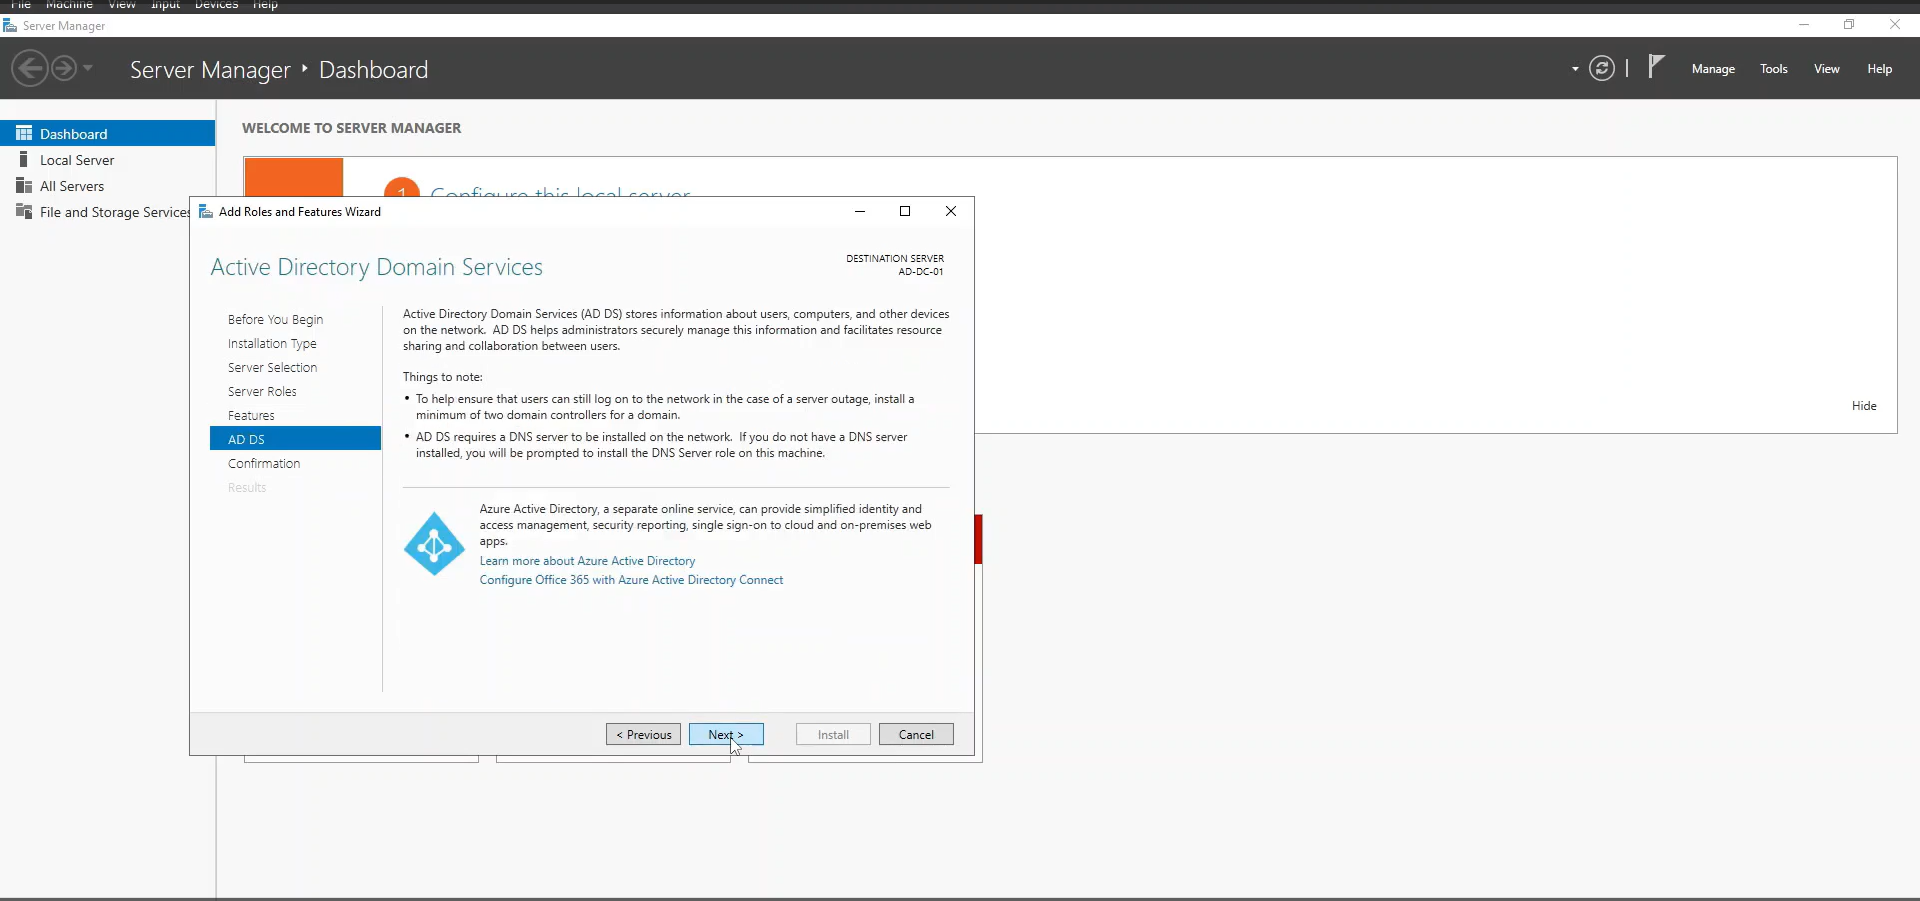 File Machine View Input Devices Help
Server Manager
Server Manager ‣ Dashboard
Manage Tools View Help
Dashboard
Local Server
All Servers
File and Storage Services
WELCOME TO SERVER MANAGER
1 Configure this local server
Hide
Add Roles and Features Wizard
Active Directory Domain Services
DESTINATION SERVER
AD-DC-01
Before You Begin
Installation Type
Server Selection
Server Roles
Features
AD DS
Confirmation
Results
Active Directory Domain Services (AD DS) stores information about users, computers, and other devices
on the network. AD DS helps administrators securely manage this information and facilitates resource
sharing and collaboration between users.
Things to note:
• To help ensure that users can still log on to the network in the case of a server outage, install a
minimum of two domain controllers for a domain.
• AD DS requires a DNS server to be installed on the network. If you do not have a DNS server
installed, you will be prompted to install the DNS Server role on this machine.
Azure Active Directory, a separate online service, can provide simplified identity and
access management, security reporting, single sign-on to cloud and on-premises web
apps.
Learn more about Azure Active Directory
Configure Office 365 with Azure Active Directory Connect
< Previous Next > Install Cancel